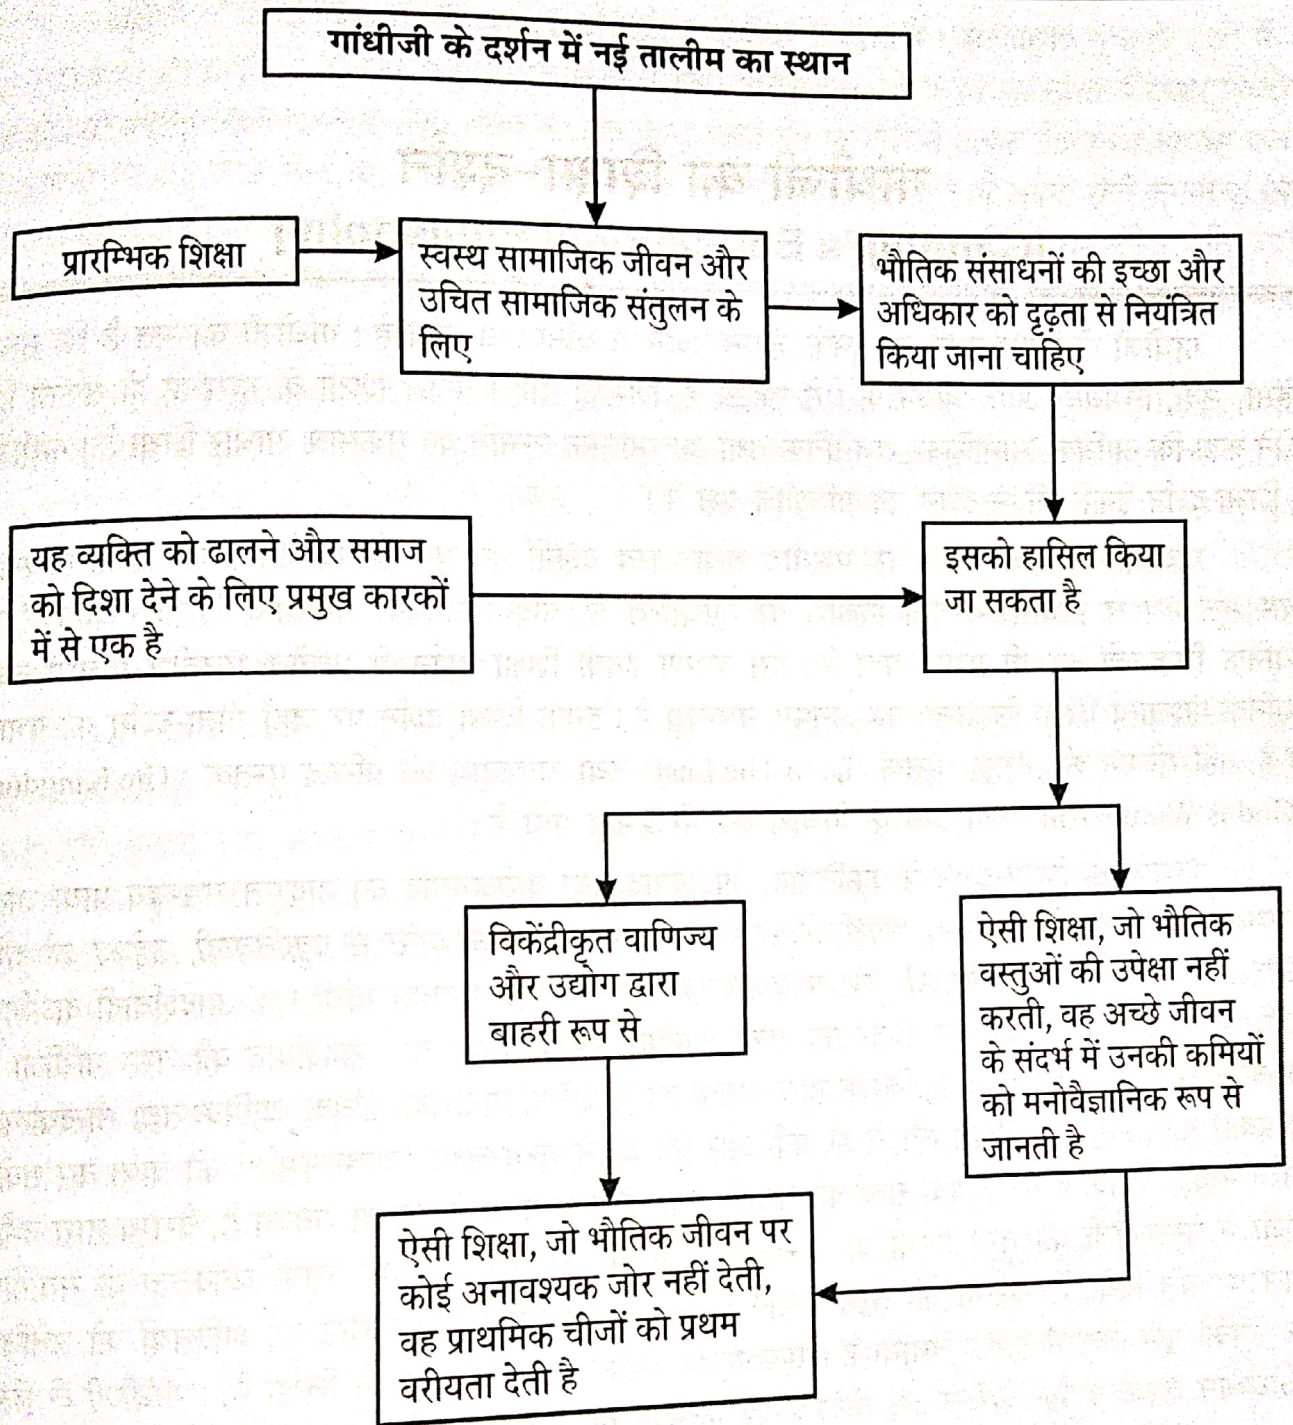 गांधीजी के दर्शन में नई तालीम का स्थान
प्रारम्भिक शिक्षा
स्वस्थ सामाजिक जीवन और
उचित सामाजिक संतुलन के
लिए
भौतिक संसाधनों की इच्छा और
अधिकार को दृढ़ता से नियंत्रित
किया जाना चाहिए
यह व्यक्ति को ढालने और समाज
को दिशा देने के लिए प्रमुख कारकों
में से एक है
इसको हासिल किया
जा सकता है
विकेंद्रीकृत वाणिज्य
और उद्योग द्वारा
बाहरी रूप से
ऐसी शिक्षा, जो भौतिक
वस्तुओं की उपेक्षा नहीं
करती, वह अच्छे जीवन
के संदर्भ में उनकी कमियों
को मनोवैज्ञानिक रूप से
जानती है
ऐसी शिक्षा, जो भौतिक जीवन पर
कोई अनावश्यक जोर नहीं देती,
वह प्राथमिक चीजों को प्रथम
वरीयता देती है